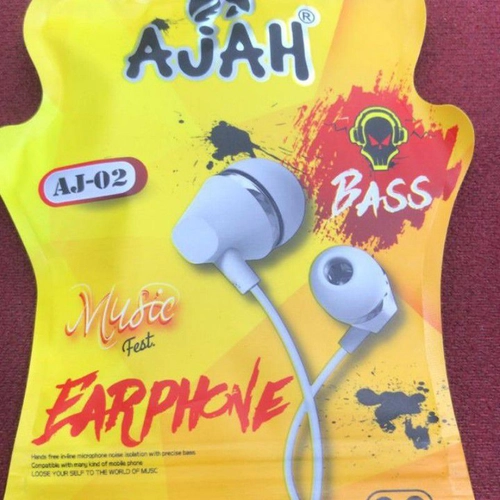 AJAH®
AJ-02
BASS
Music
Fest.
EARPHONE
Hands free in-line microphone noise isolation with precise bass
Compatible with many kind of mobile phone
LOOSE YOUR SELF TO THE WORLD OF MUSIC